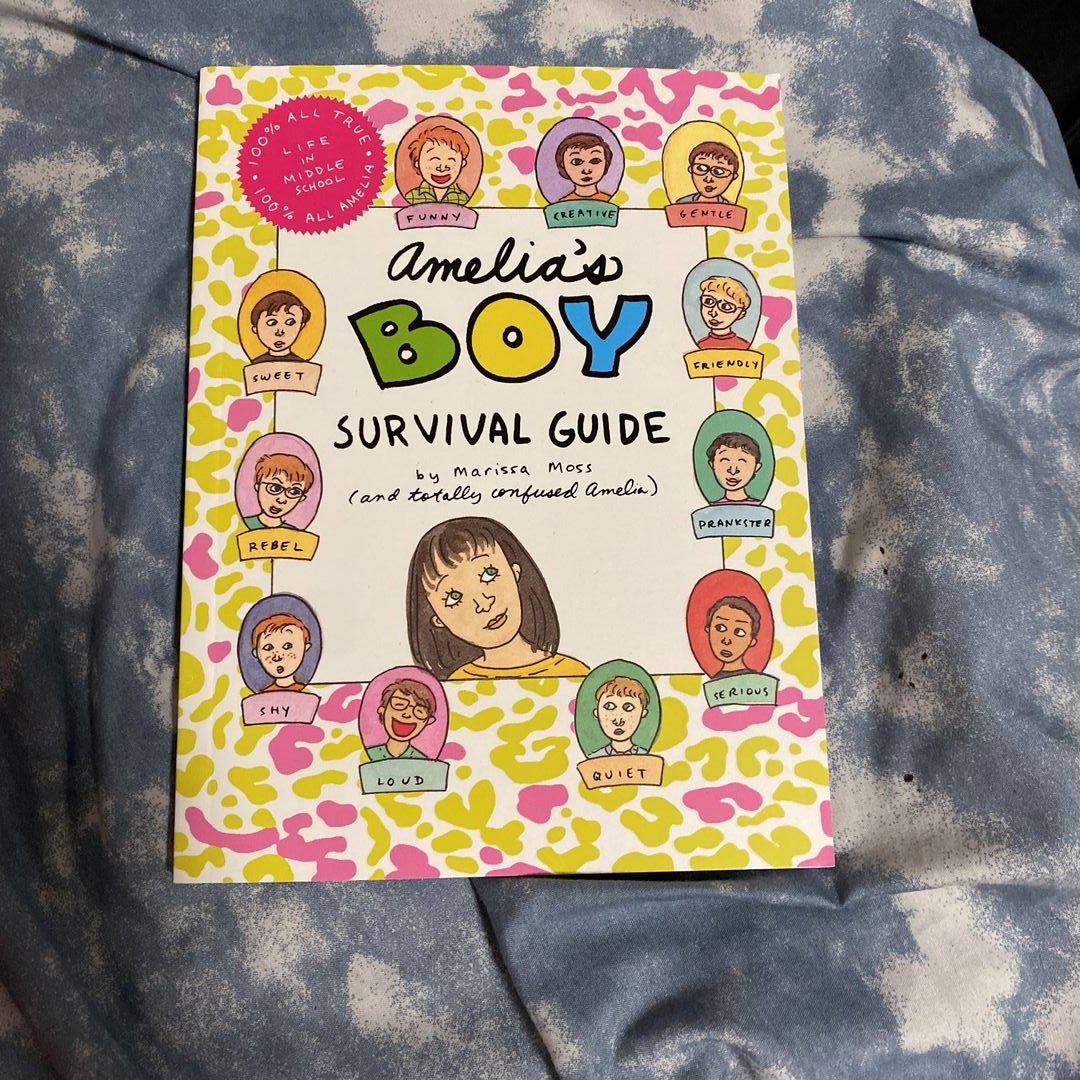 100% ALL TRUE •
LIFE
IN
MIDDLE
SCHOOL
100% ALL AMELIA •
FUNNY
CREATIVE
GENTLE
Amelia's
BOY
SURVIVAL GUIDE
by Marissa Moss
(and totally confused Amelia)
SWEET
FRIENDLY
REBEL
PRANKSTER
SHY
SERIOUS
LOUD
QUIET